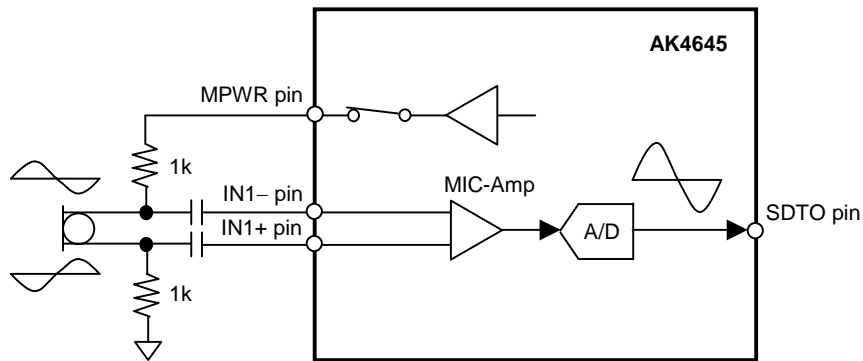 AK4645
MPWR pin
1k
IN1− pin
MIC-Amp
IN1+ pin
A/D
SDTO pin
1k